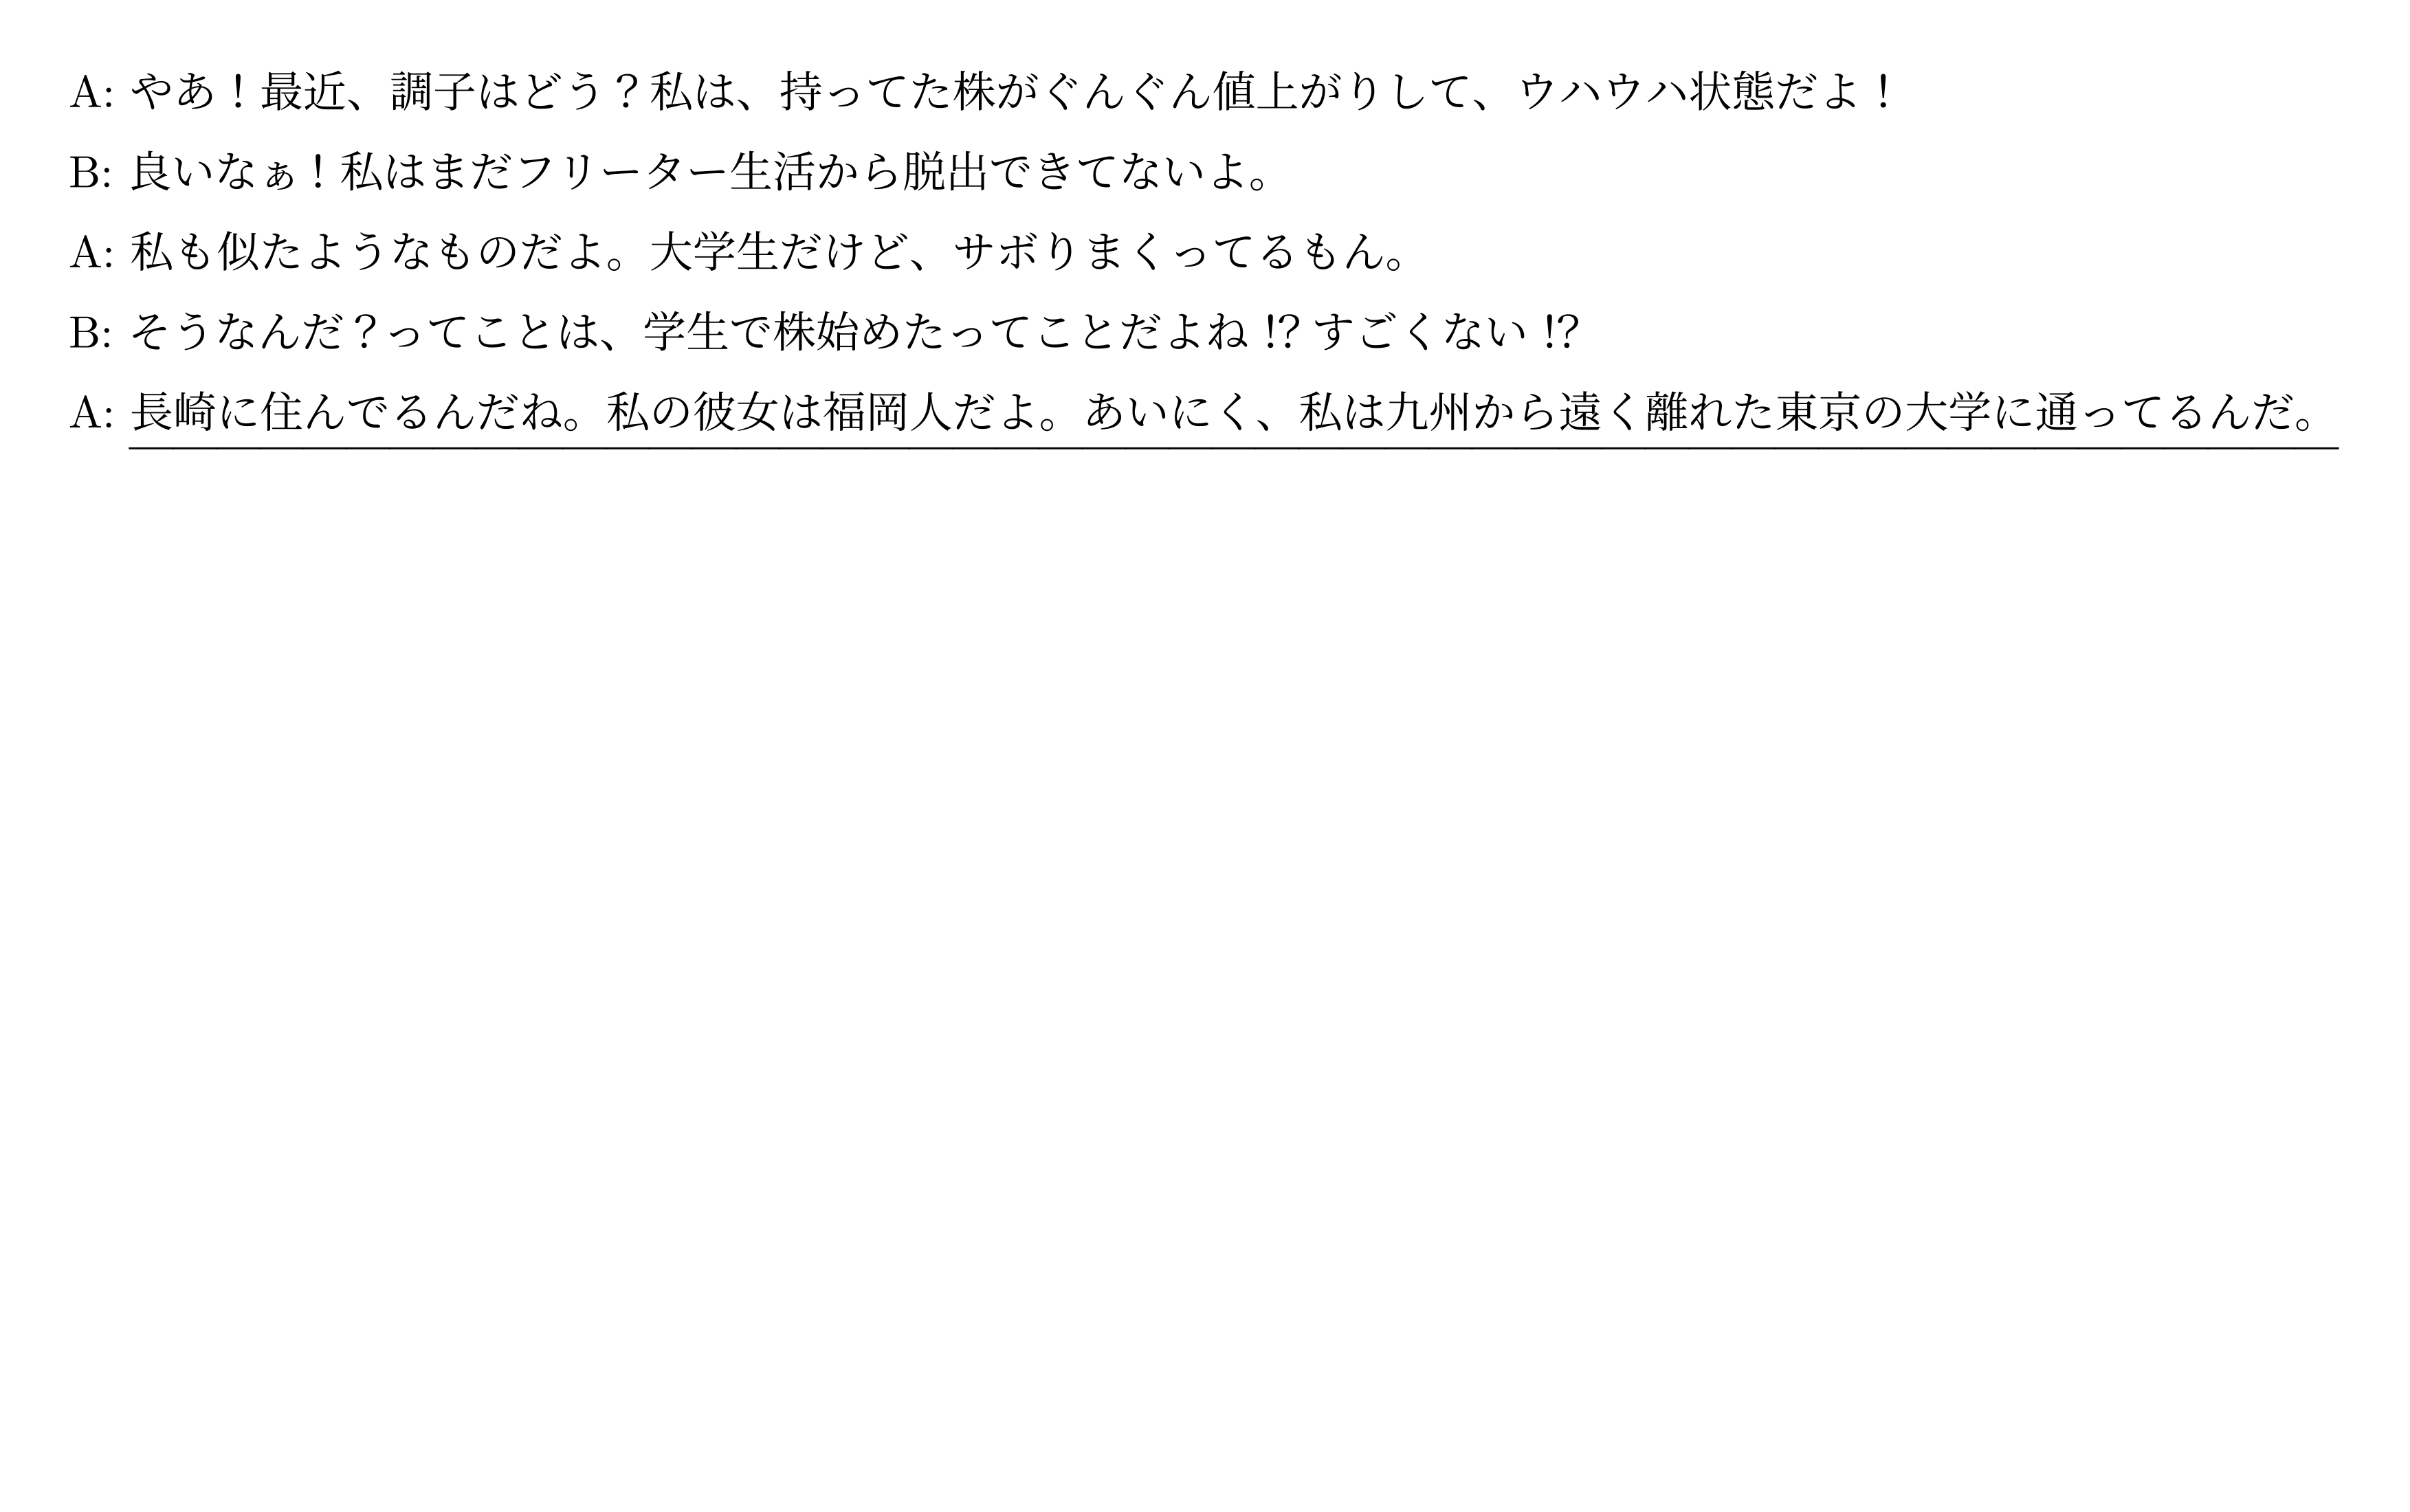 A: やあ！最近、調子はどう？私は、持ってた株がぐんぐん値上がりして、ウハウハ状態だよ！
B: 良いなぁ！私はまだフリーター生活から脱出できてないよ。
A: 私も似たようなものだよ。大学生だけど、サボりまくってるもん。
B: そうなんだ？ってことは、学生で株始めたってことだよね⁉すごくない⁉
A: 長崎に住んでるんだね。私の彼女は福岡人だよ。あいにく、私は九州から遠く離れた東京の大学に通ってるんだ。